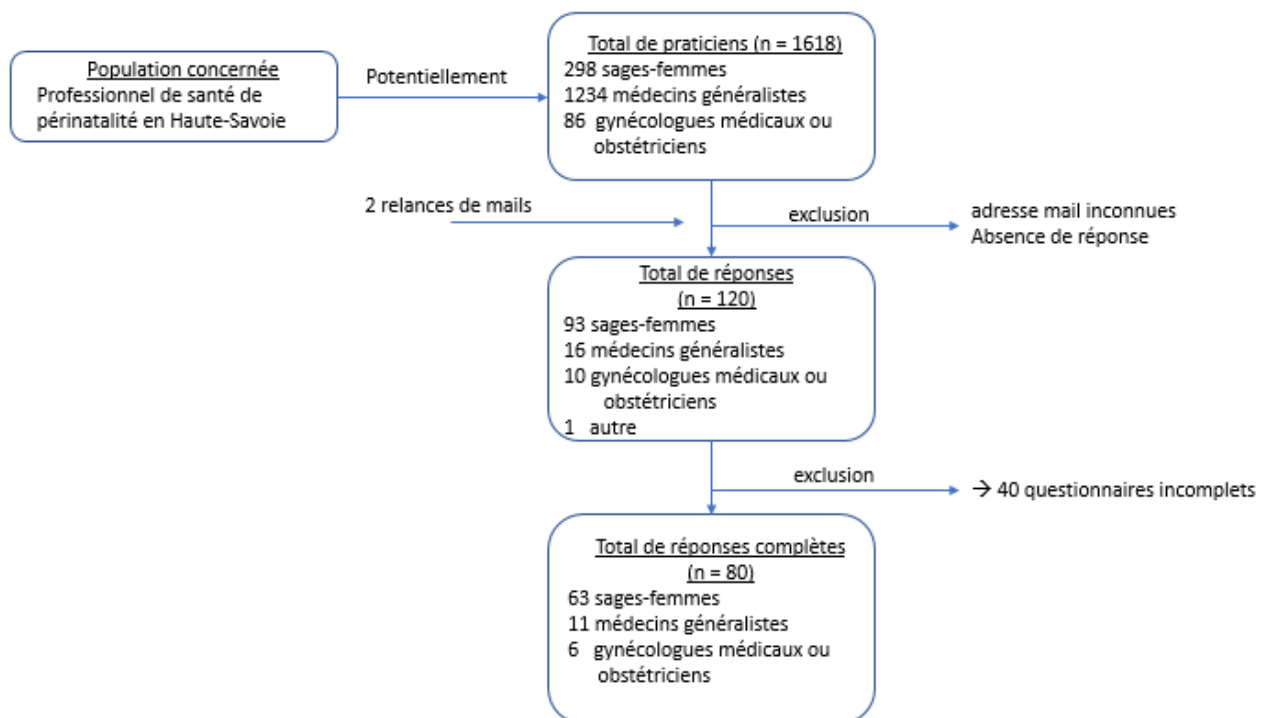 Population concernée
Professionnel de santé de
périnatalité en Haute-Savoie
Potentiellement
Total de praticiens (n = 1618)
298 sages-femmes
1234 médecins généralistes
86 gynécologues médicaux ou
obstétriciens
2 relances de mails
exclusion
adresse mail inconnues
Absence de réponse
Total de réponses
(n = 120)
93 sages-femmes
16 médecins généralistes
10 gynécologues médicaux ou
obstétriciens
1 autre
exclusion
→ 40 questionnaires incomplets
Total de réponses complètes
(n = 80)
63 sages-femmes
11 médecins généralistes
6 gynécologues médicaux ou
obstétriciens